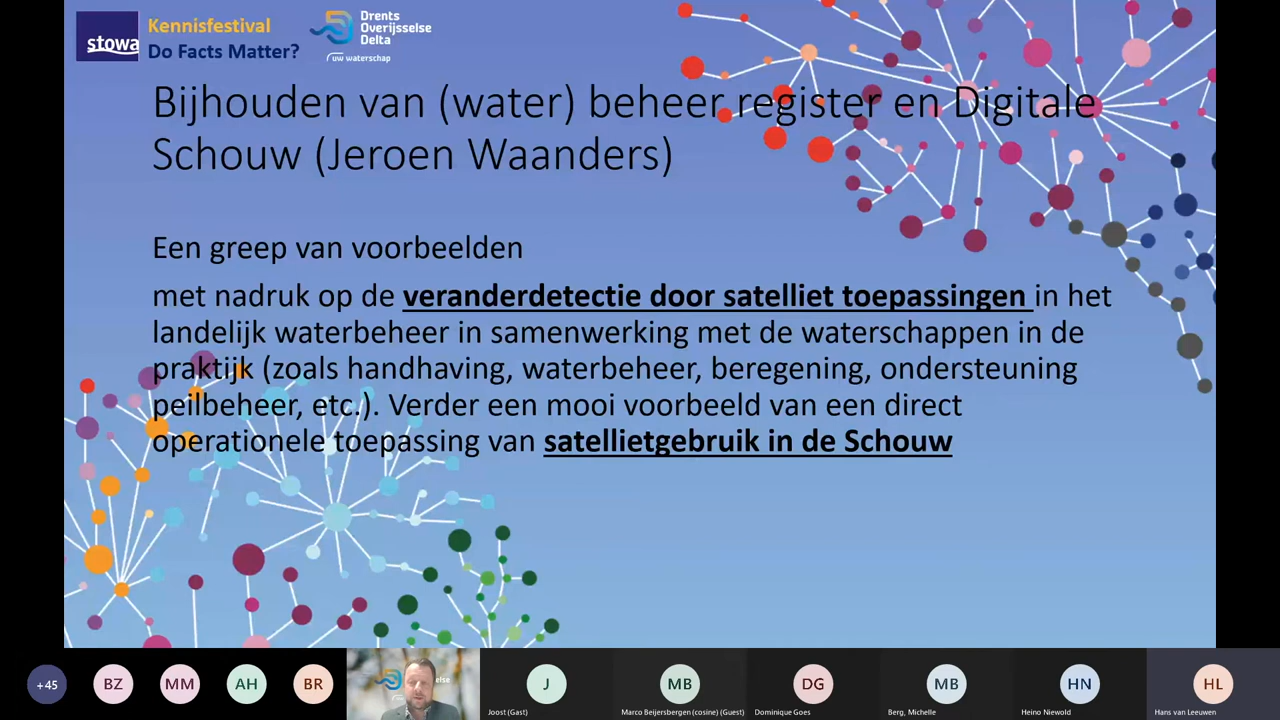 stowa
Kennisfestival
Do Facts Matter?
Drents
Overijsselse
Delta
uw waterschap
Bijhouden van (water) beheer register en Digitale
Schouw (Jeroen Waanders)
Een greep van voorbeelden
met nadruk op de veranderdetectie door satelliet toepassingen in het
landelijk waterbeheer in samenwerking met de waterschappen in de
praktijk (zoals handhaving, waterbeheer, beregening, ondersteuning
peilbeheer, etc.). Verder een mooi voorbeeld van een direct
operationele toepassing van satellietgebruik in de Schouw
+45
BZ
MM
AH
BR
else
J
MB
DG
MB
HN
HL
Joost (Gast)
Marco Beijersbergen (cosine) (Guest)
Dominique Goes
Berg, Michelle
Heino Niewold
Hans van Leeuwen